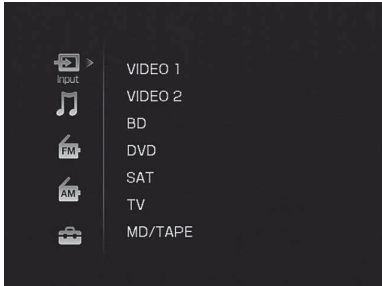 Input
VIDEO 1
VIDEO 2
BD
FM
DVD
SAT
AM
TV
MD/TAPE